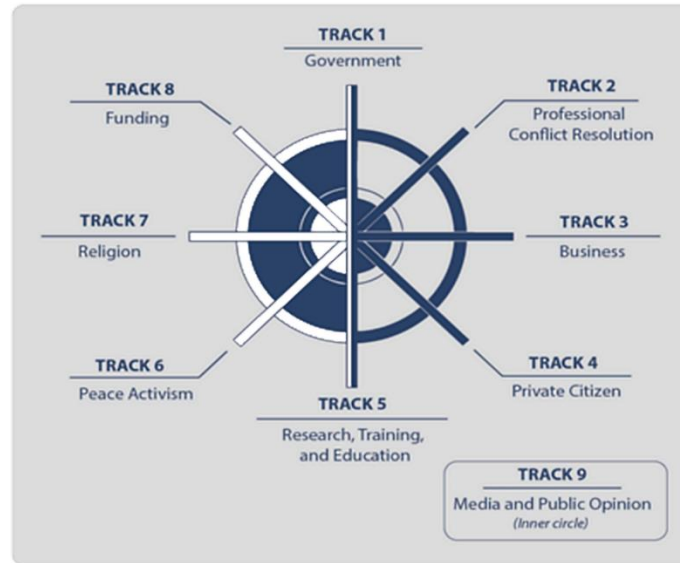 TRACK 1
Government
TRACK 2
Professional
Conflict Resolution
TRACK 3
Business
TRACK 4
Private Citizen
TRACK 5
Research, Training,
and Education
TRACK 6
Peace Activism
TRACK 7
Religion
TRACK 8
Funding
TRACK 9
Media and Public Opinion
(Inner circle)